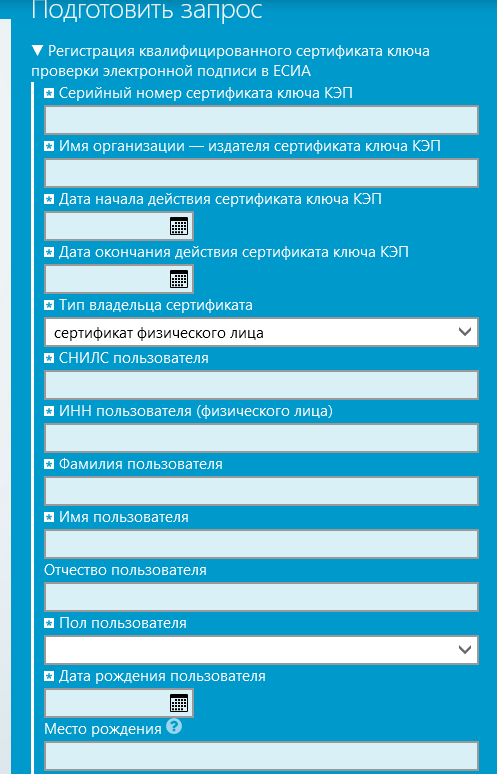 Подготовить запрос
▼ Регистрация квалифицированного сертификата ключа
проверки электронной подписи в ЕСИА
* Серийный номер сертификата ключа КЭП
* Имя организации — издателя сертификата ключа КЭП
* Дата начала действия сертификата ключа КЭП
* Дата окончания действия сертификата ключа КЭП
* Тип владельца сертификата
сертификат физического лица
* СНИЛС пользователя
* ИНН пользователя (физического лица)
* Фамилия пользователя
* Имя пользователя
Отчество пользователя
* Пол пользователя
* Дата рождения пользователя
Место рождения ?